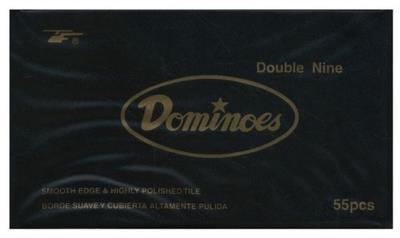 ®
Double Nine
Dominoes
SMOOTH EDGE & HIGHLY POLISHED TILE
BORDE SUAVE Y CUBIERTA ALTAMENTE PULIDA
55pcs